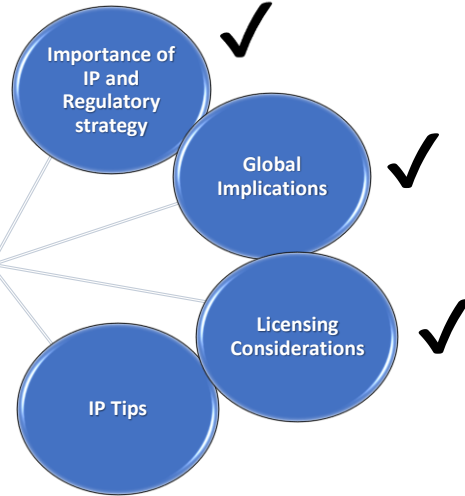 Importance of
IP and
Regulatory
strategy
Global
Implications
Licensing
Considerations
IP Tips